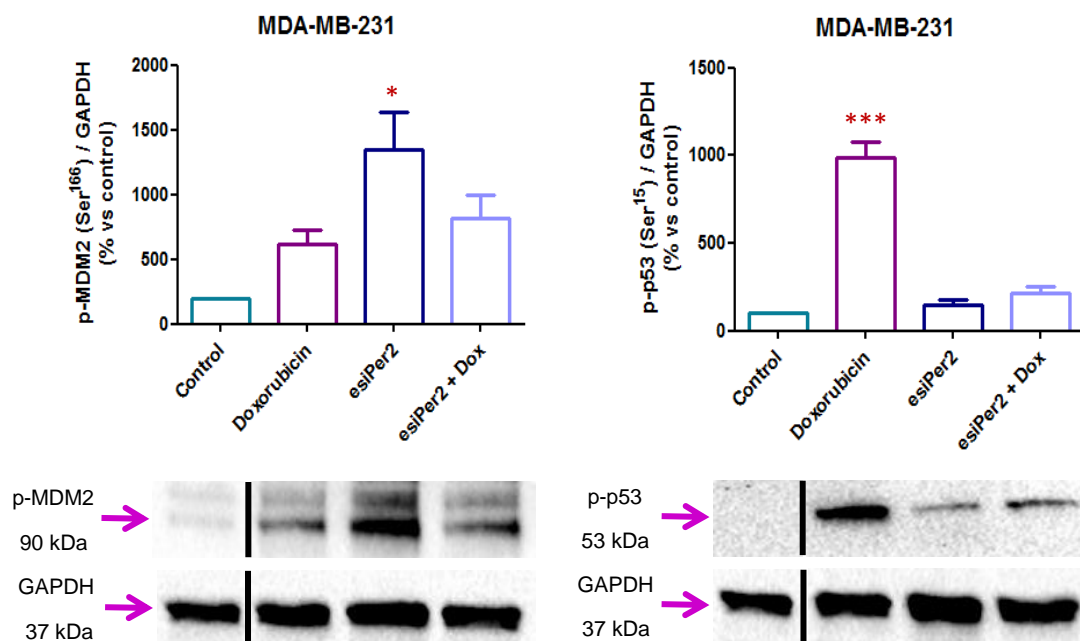 MDA-MB-231
p-MDM2 (Ser166) / GAPDH
(% vs control)
2000
1500
1000
500
0
*
Control
Doxorubicin
esiPer2
esiPer2 + Dox
MDA-MB-231
p-p53 (Ser15) / GAPDH
(% vs control)
1500
1000
500
0
***
Control
Doxorubicin
esiPer2
esiPer2 + Dox
p-MDM2
90 kDa
GAPDH
37 kDa
p-p53
53 kDa
GAPDH
37 kDa